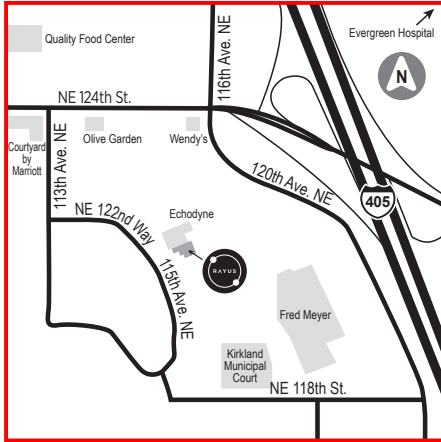 Evergreen Hospital
Quality Food Center
N
116th Ave. NE
NE 124th St.
Courtyard
by
Marriott
113th Ave. NE
Olive Garden
Wendy's
120th Ave. NE
405
NE 122nd Way
Echodyne
115th Ave. NE
RAYUS
Fred Meyer
Kirkland
Municipal
Court
NE 118th St.